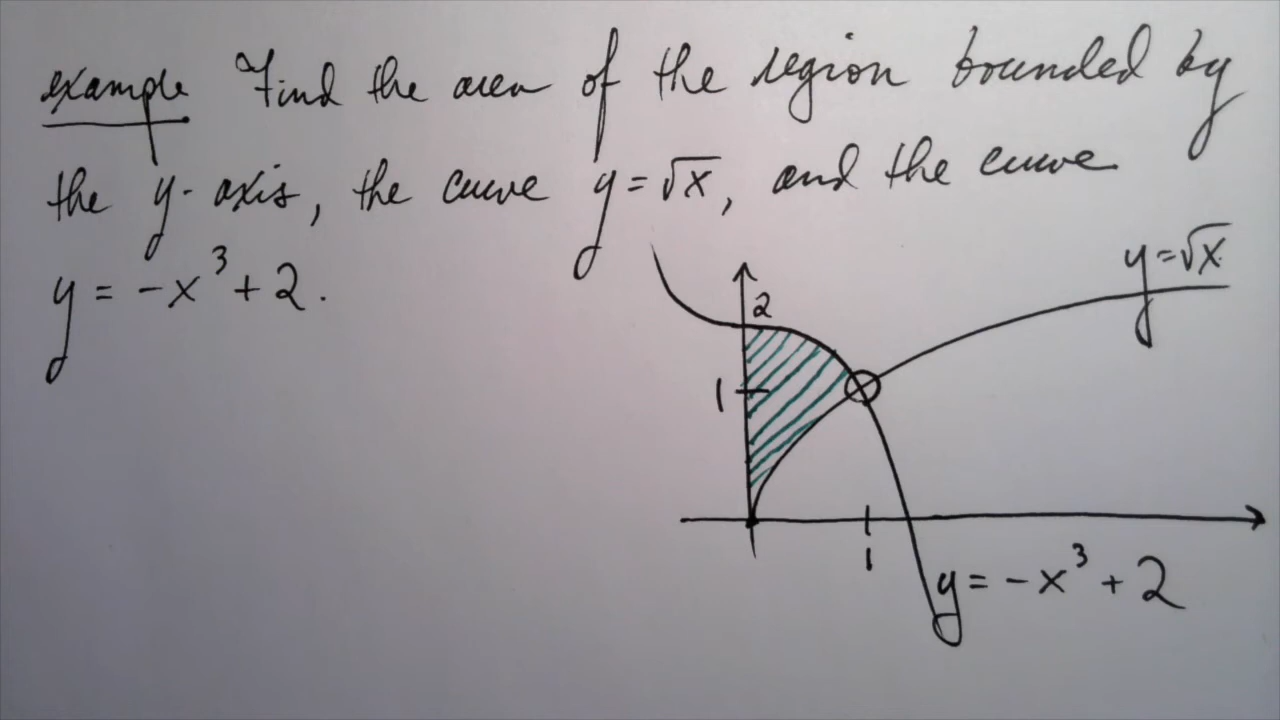 example Find the area of the region bounded by
the y-axis, the curve y = √x, and the curve
y = -x³ + 2.
y = √x
2
1
1
y = -x³ + 2